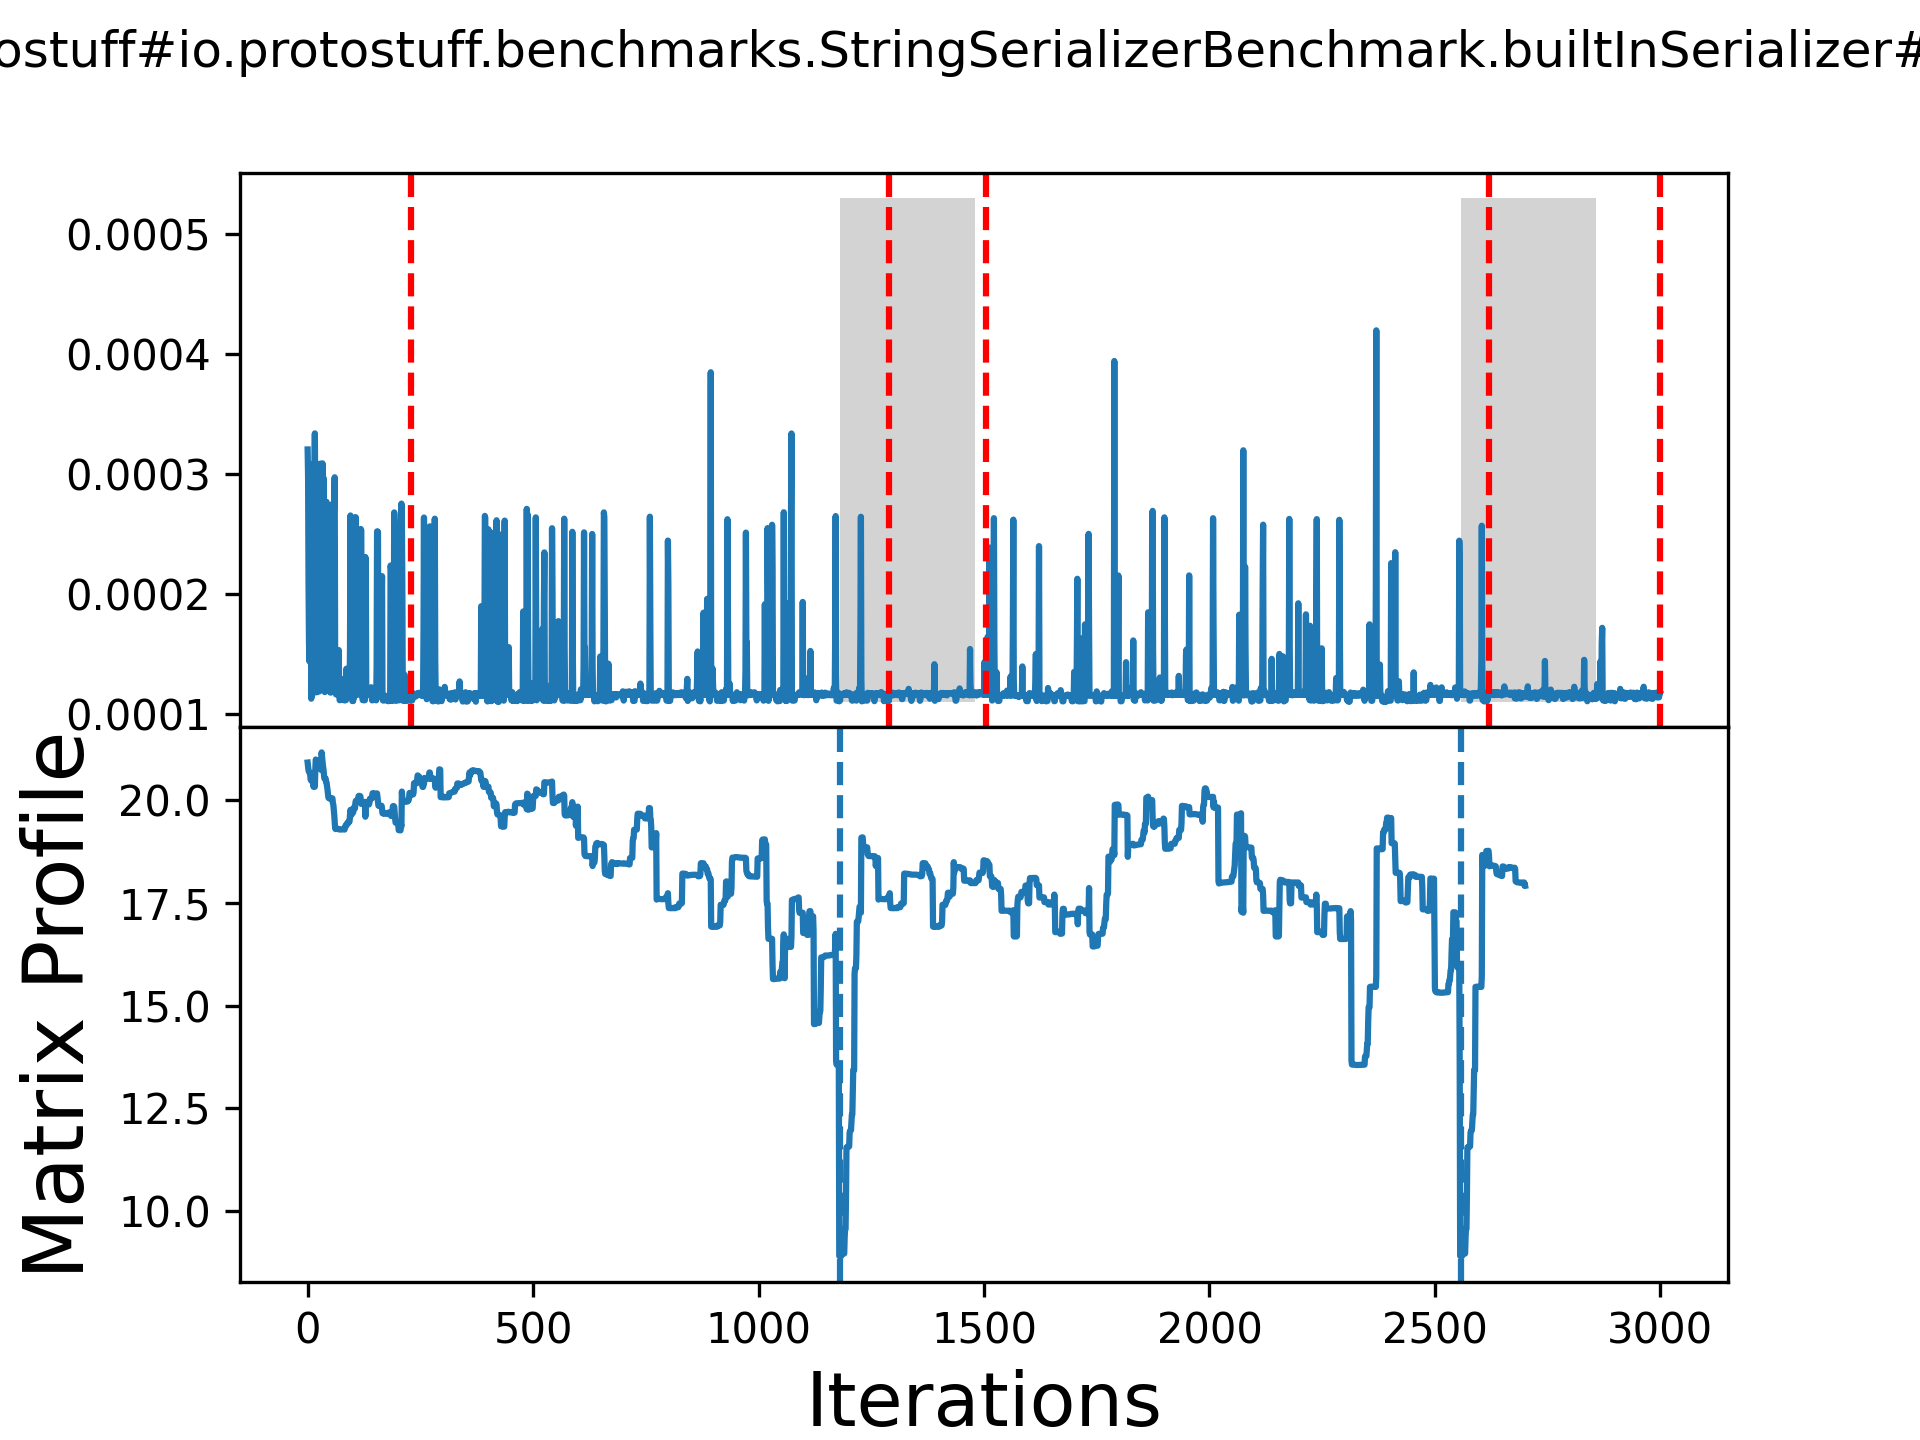 ostuff#io.protostuff.benchmarks.StringSerializerBenchmark.builtInSerializer#
0.0005
0.0004
0.0003
0.0002
0.0001
Matrix Profile
20.0
17.5
15.0
12.5
10.0
0 500 1000 1500 2000 2500 3000
Iterations